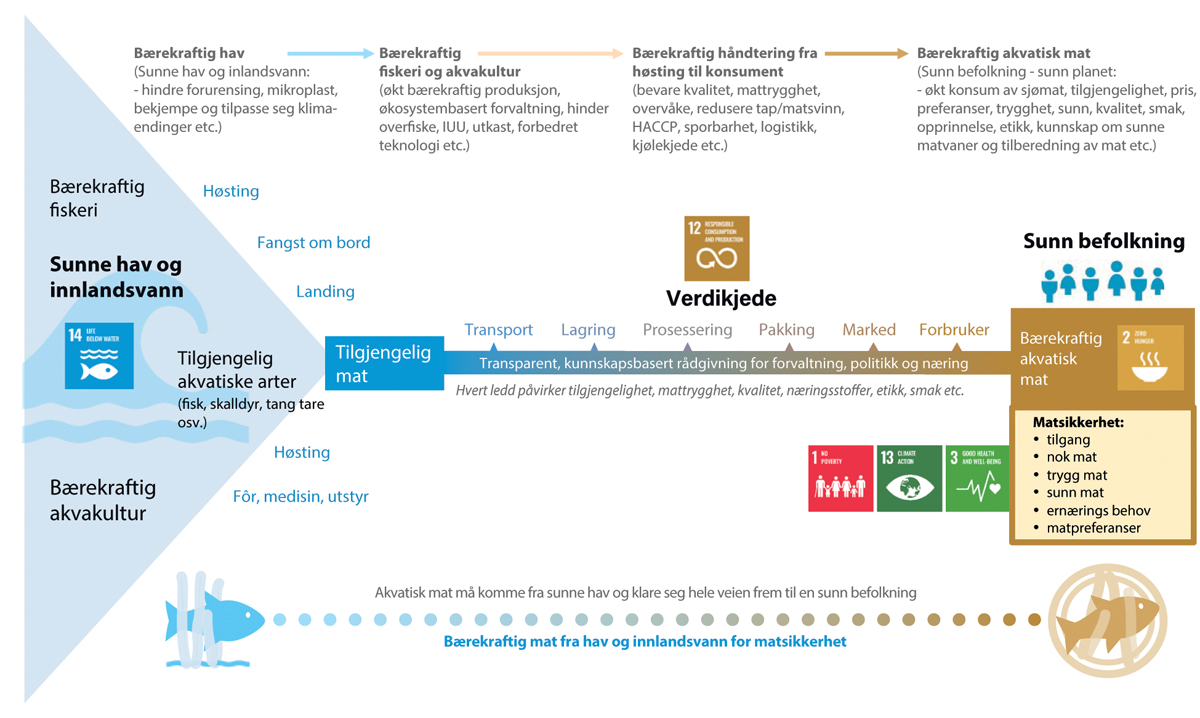 Bærekraftig hav
(Sunne hav og inlandsvann:
- hindre forurensing, mikroplast,
bekjempe og tilpasse seg klima-
endinger etc.)
Bærekraftig
fiskeri og akvakultur
(økt bærekraftig produksjon,
økosystembasert forvaltning, hinder
overfiske, IUU, utkast, forbedret
teknologi etc.)
Bærekraftig håndtering fra
høsting til konsument
(bevare kvalitet, mattrygghet,
overvåke, redusere tap/matsvinn,
HACCP, sporbarhet, logistikk,
kjølekjede etc.)
Bærekraftig akvatisk mat
(Sunn befolkning - sunn planet:
- økt konsum av sjømat, tilgjengelighet, pris,
preferanser, trygghet, sunn, kvalitet, smak,
opprinnelse, etikk, kunnskap om sunne
matvaner og tilberedning av mat etc.)
Bærekraftig
fiskeri
Høsting
Fangst om bord
Landing
Sunne hav og
innlandsvann
14 LIFE
BELOW WATER
Tilgjengelig
akvatiske arter
(fisk, skalldyr, tang tare
osv.)
Høsting
Fôr, medisin, utstyr
Bærekraftig
akvakultur
Tilgjengelig
mat
12 RESPONSIBLE
CONSUMPTION
AND PRODUCTION
Verdikjede
Transport
Lagring
Prosessering
Pakking
Marked
Forbruker
Transparent, kunnskapsbasert rådgivning for forvaltning, politikk og næring
Hvert ledd påvirker tilgjengelighet, mattrygghet, kvalitet, næringsstoffer, etikk, smak etc.
Sunn befolkning
Bærekraftig
akvatisk
mat
2 ZERO
HUNGER
1 NO
POVERTY
13 CLIMATE
ACTION
3 GOOD HEALTH
AND WELL-BEING
Matsikkerhet:
• tilgang
• nok mat
• trygg mat
• sunn mat
• ernærings behov
• matpreferanser
Akvatisk mat må komme fra sunne hav og klare seg hele veien frem til en sunn befolkning
Bærekraftig mat fra hav og innlandsvann for matsikkerhet